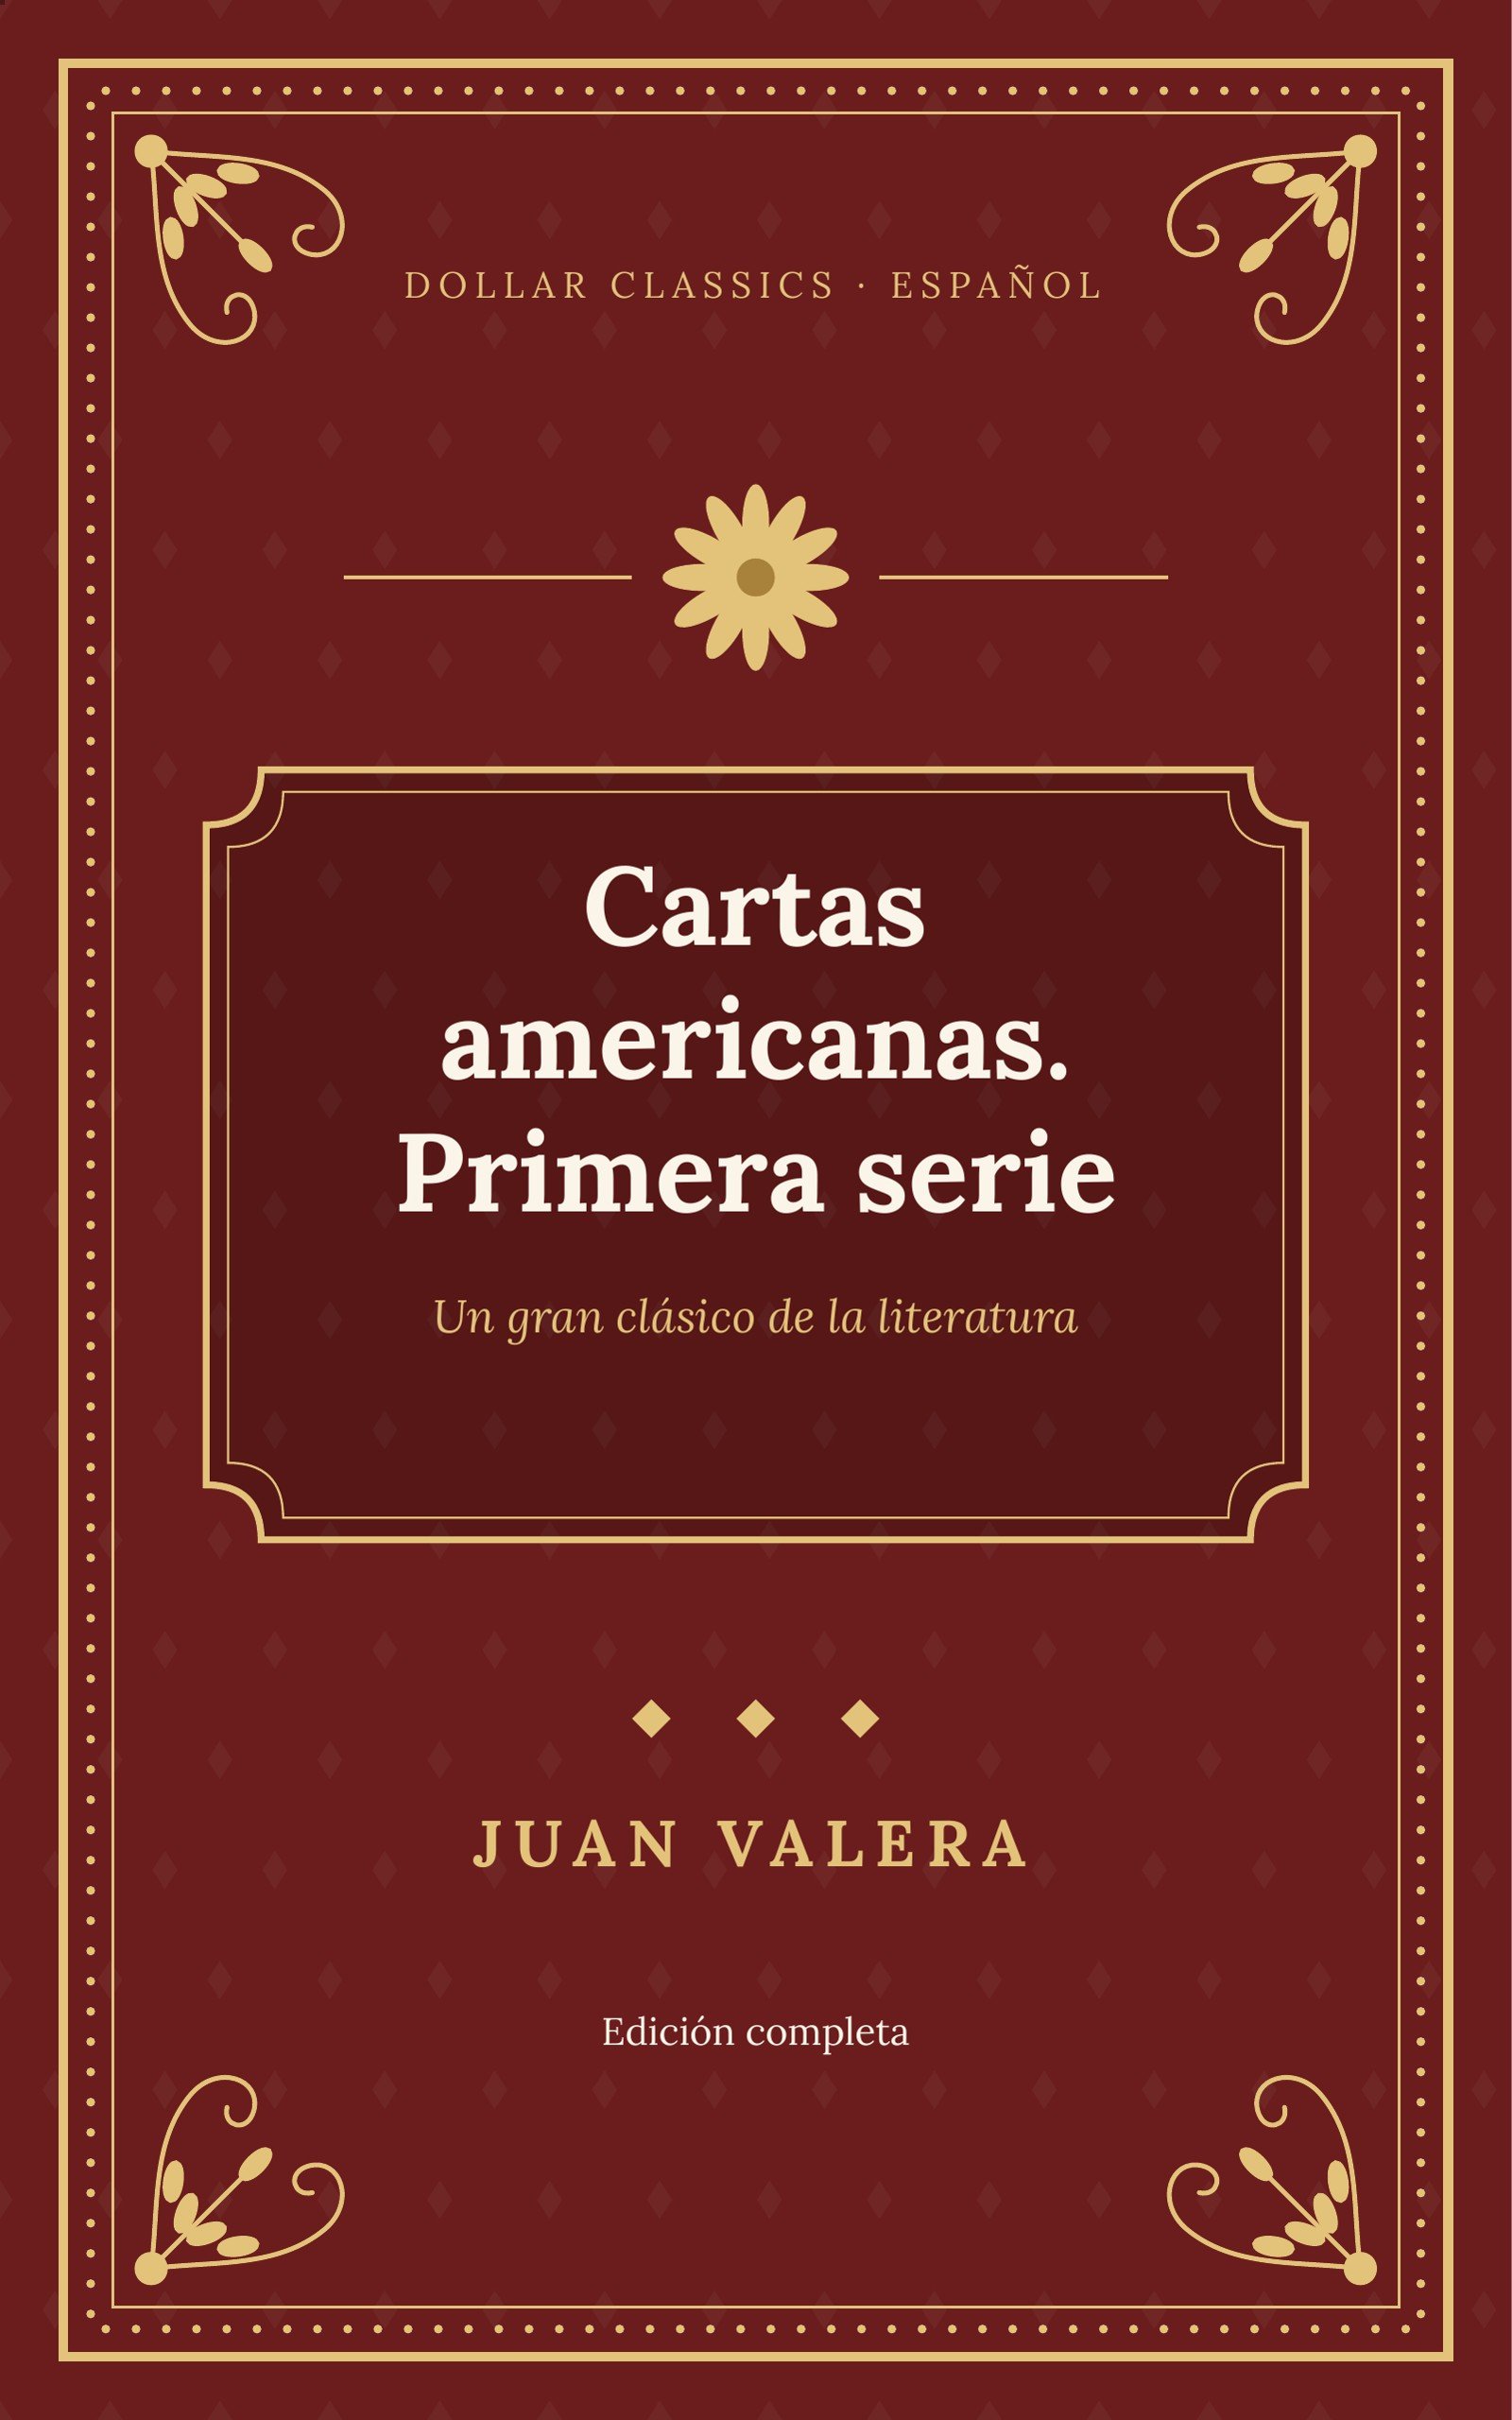 DOLLAR CLASSICS · ESPAÑOL
Cartas
americanas.
Primera serie
Un gran clásico de la literatura
JUAN VALERA
Edición completa